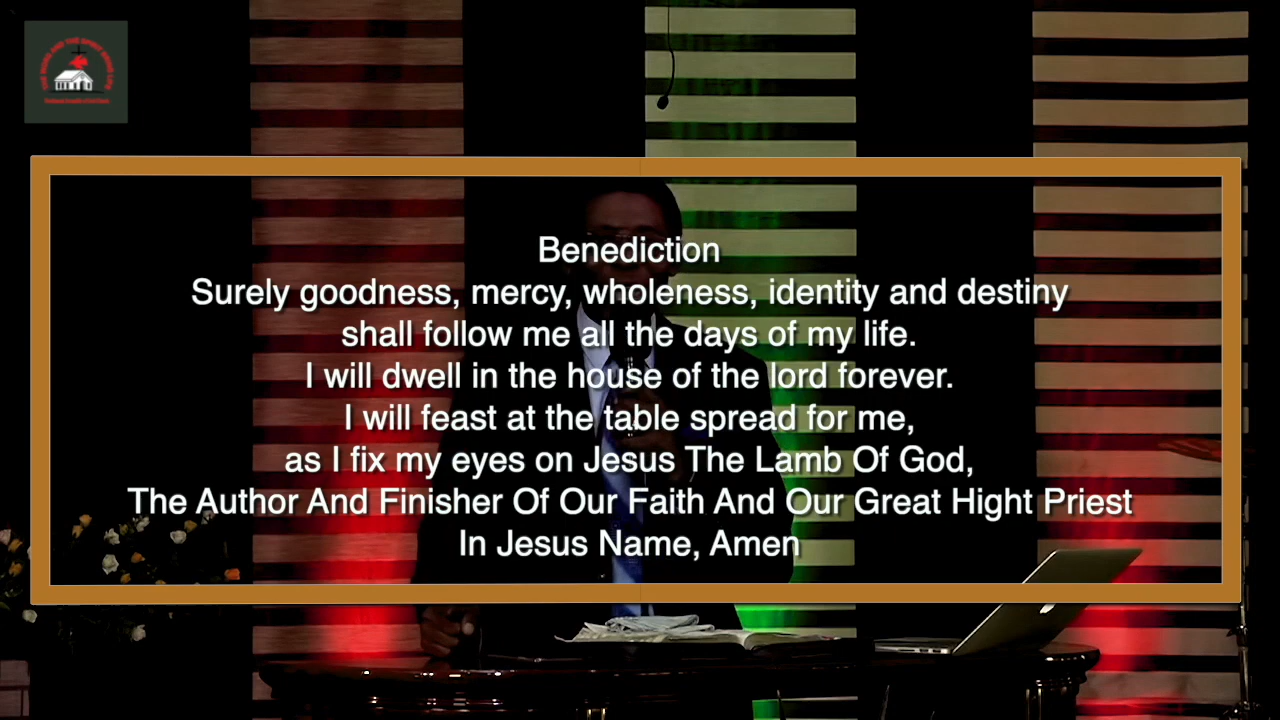 Benediction
Surely goodness, mercy, wholeness, identity and destiny
shall follow me all the days of my life.
I will dwell in the house of the lord forever.
I will feast at the table spread for me,
as I fix my eyes on Jesus The Lamb Of God,
The Author And Finisher Of Our Faith And Our Great Hight Priest
In Jesus Name, Amen